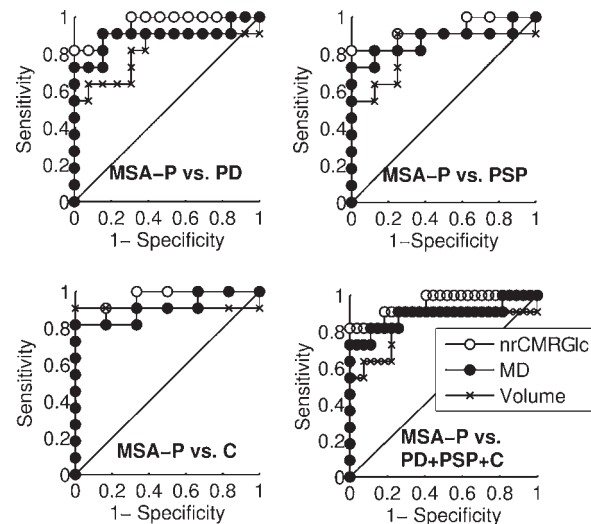 1
0.8
0.6
0.4
0.2
0
0 0.2 0.4 0.6 0.8 1
Sensitivity
1- Specificity
MSA-P vs. PD
1
0.8
0.6
0.4
0.2
0
0 0.2 0.4 0.6 0.8 1
Sensitivity
1- Specificity
MSA-P vs. PSP
1
0.8
0.6
0.4
0.2
0
0 0.2 0.4 0.6 0.8 1
Sensitivity
1- Specificity
MSA-P vs. C
1
0.8
0.6
0.4
0.2
0
0 0.2 0.4 0.6 0.8 1
Sensitivity
1- Specificity
MSA-P vs.
PD+PSP+C
nrCMRGlc
MD
Volume